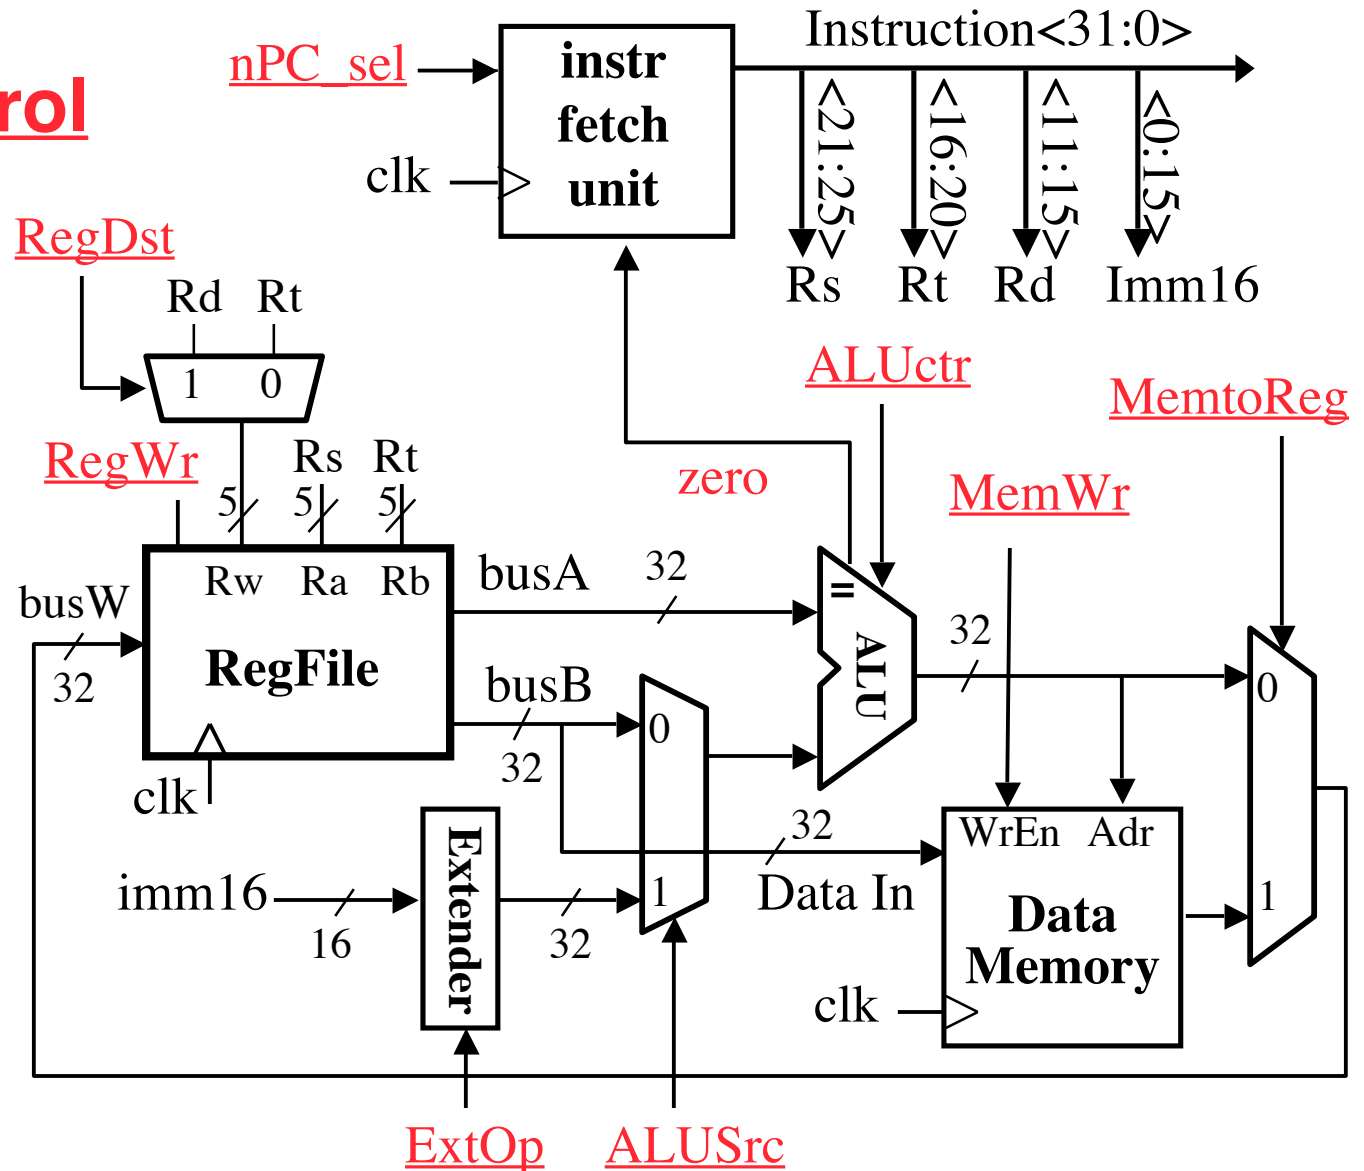 Instruction<31:0>
nPC_sel
instr
fetch
unit
rol
<21:25>
<16:20>
<11:15>
<0:15>
clk
RegDst
Rs
Rt
Rd
Imm16
Rd
Rt
1
0
ALUctr
MemtoReg
RegWr
Rs
Rt
zero
MemWr
5
5
5
Rw
Ra
Rb
busA
32
=
busW
32
RegFile
busB
32
ALU
32
0
0
32
clk
Extender
32
WrEn
Adr
imm16
16
32
1
Data In
Data
Memory
1
clk
ExtOp
ALUSrc